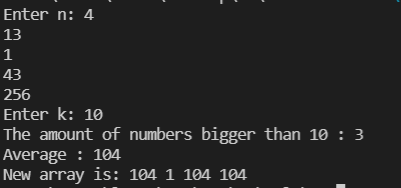 Enter n: 4
13
1
43
256
Enter k: 10
The amount of numbers bigger than 10 : 3
Average : 104
New array is: 104 1 104 104